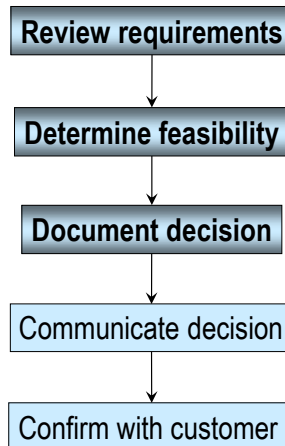 Review requirements
Determine feasibility
Document decision
Communicate decision
Confirm with customer